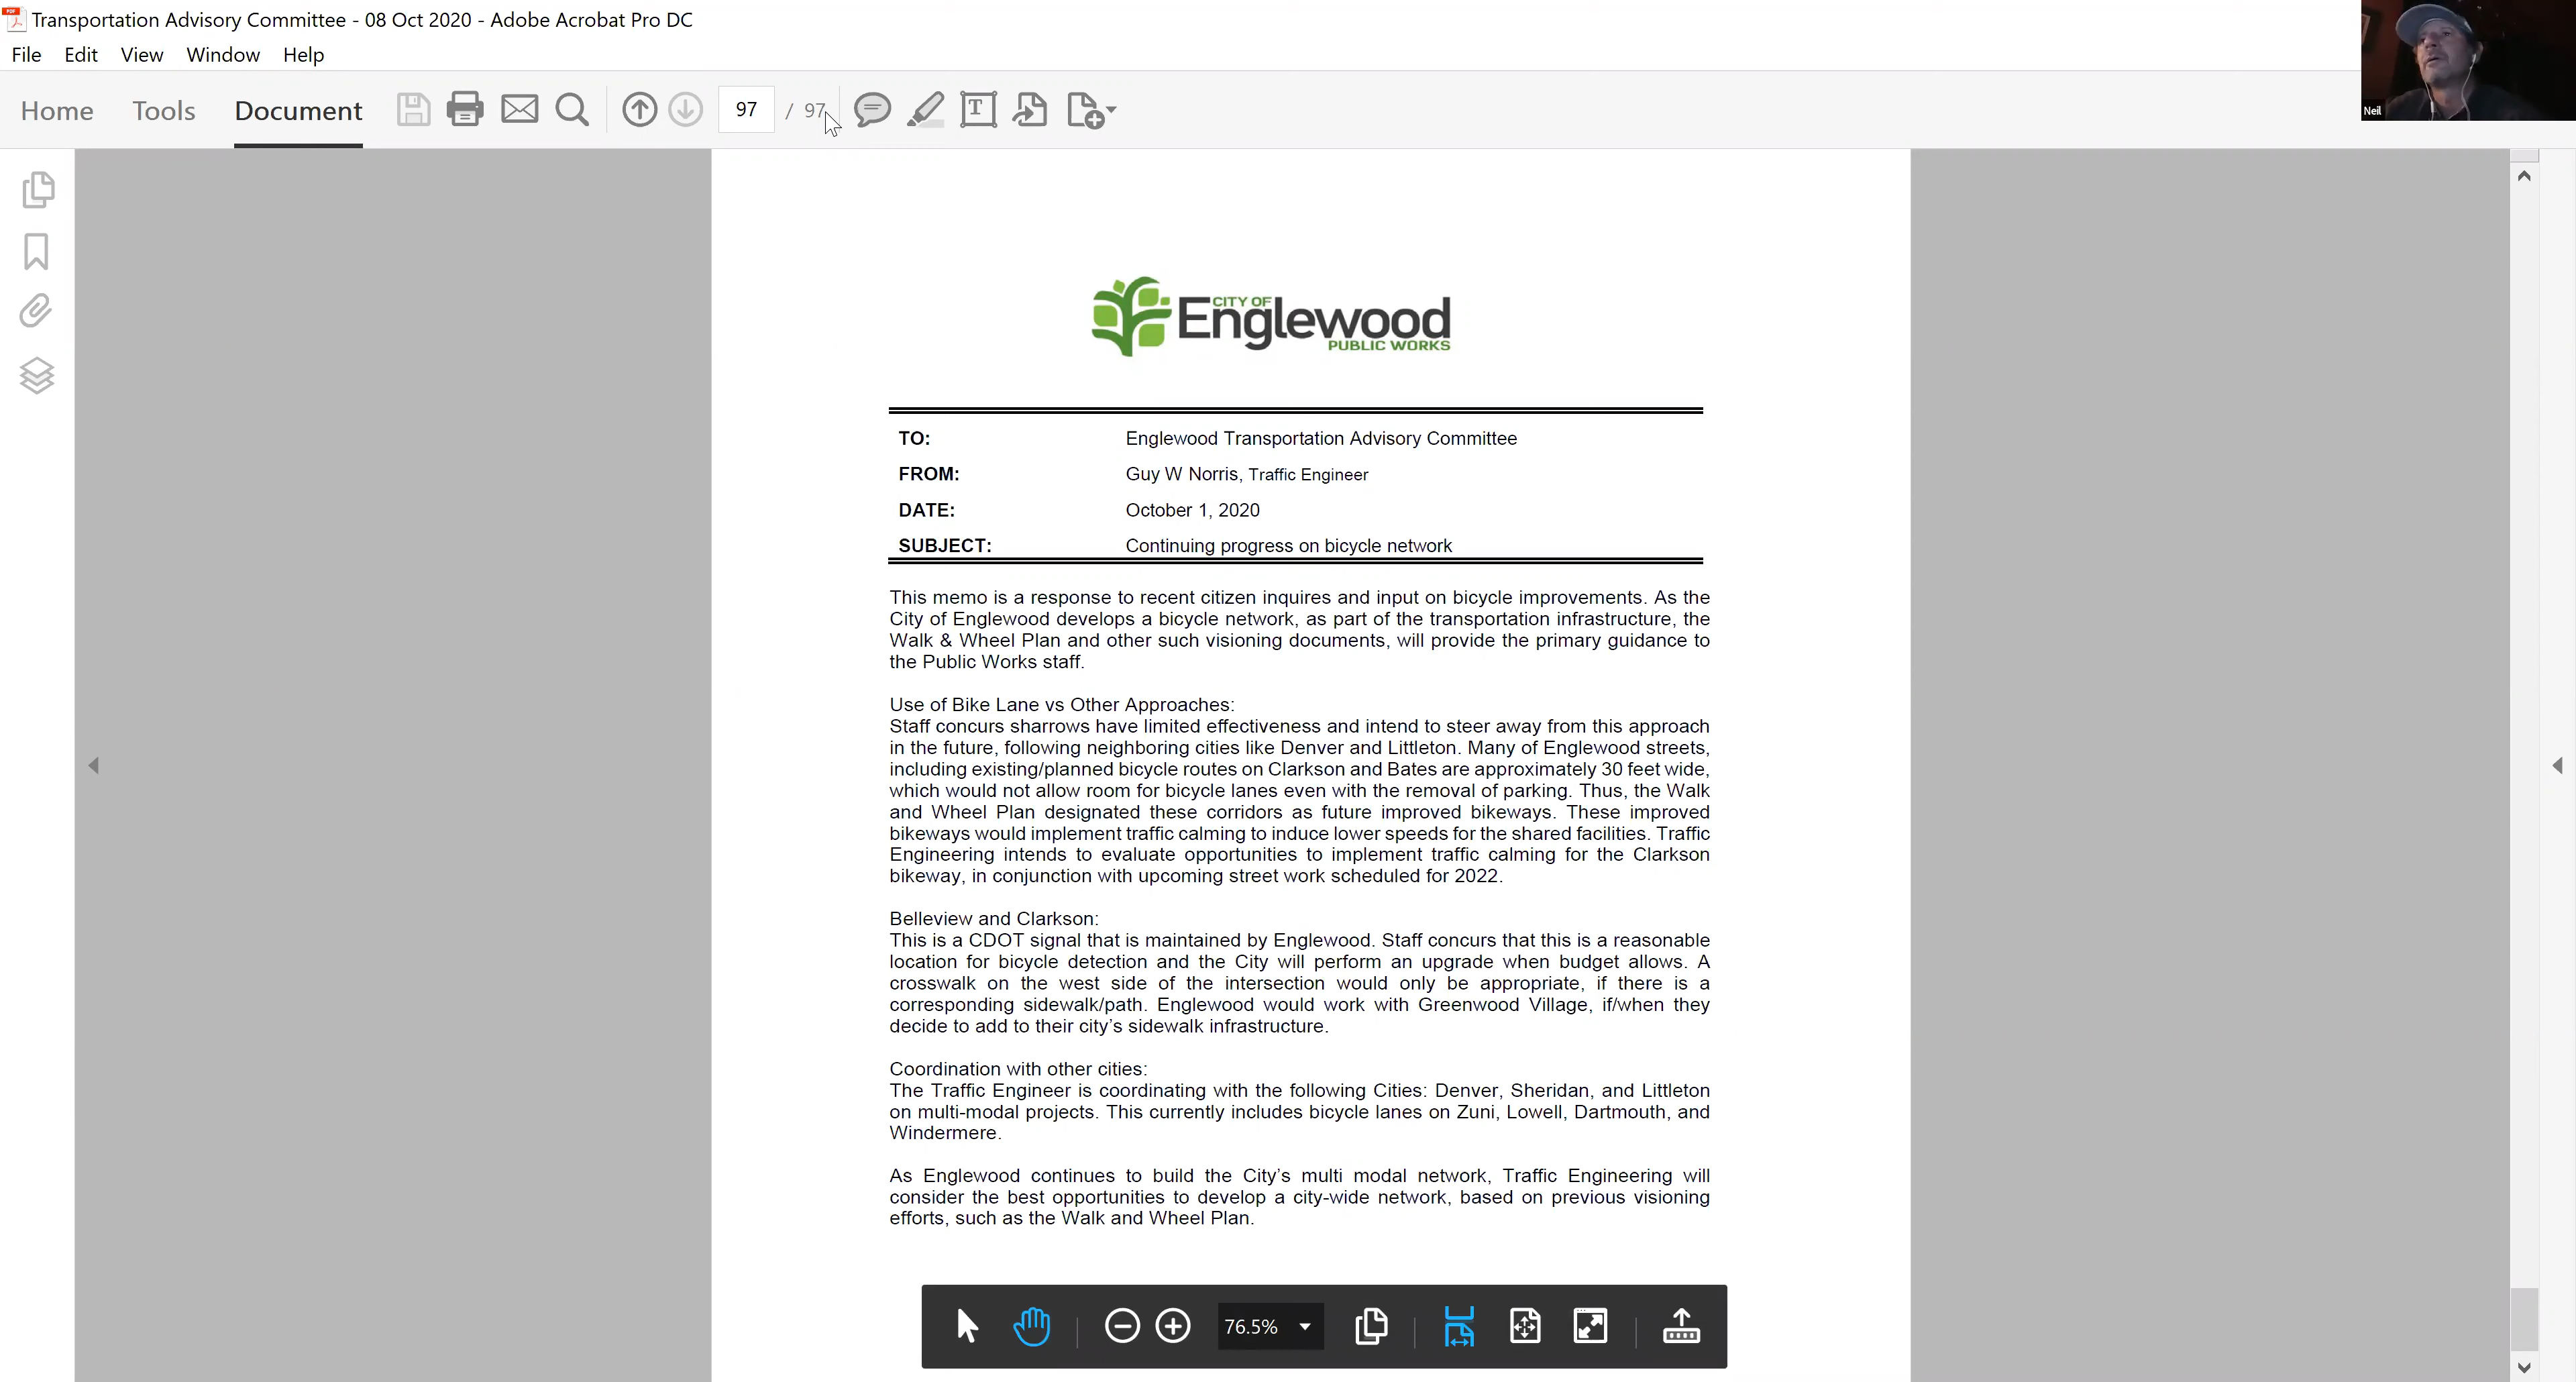 Transportation Advisory Committee - 08 Oct 2020 - Adobe Acrobat Pro DC
File Edit View Window Help
Neil
Home Tools Document 97 / 97
CITY OF
Englewood
PUBLIC WORKS
TO: Englewood Transportation Advisory Committee
FROM: Guy W Norris, Traffic Engineer
DATE: October 1, 2020
SUBJECT: Continuing progress on bicycle network
This memo is a response to recent citizen inquires and input on bicycle improvements. As the
City of Englewood develops a bicycle network, as part of the transportation infrastructure, the
Walk & Wheel Plan and other such visioning documents, will provide the primary guidance to
the Public Works staff.
Use of Bike Lane vs Other Approaches:
Staff concurs sharrows have limited effectiveness and intend to steer away from this approach
in the future, following neighboring cities like Denver and Littleton. Many of Englewood streets,
including existing/planned bicycle routes on Clarkson and Bates are approximately 30 feet wide,
which would not allow room for bicycle lanes even with the removal of parking. Thus, the Walk
and Wheel Plan designated these corridors as future improved bikeways. These improved
bikeways would implement traffic calming to induce lower speeds for the shared facilities. Traffic
Engineering intends to evaluate opportunities to implement traffic calming for the Clarkson
bikeway, in conjunction with upcoming street work scheduled for 2022.
Belleview and Clarkson:
This is a CDOT signal that is maintained by Englewood. Staff concurs that this is a reasonable
location for bicycle detection and the City will perform an upgrade when budget allows. A
crosswalk on the west side of the intersection would only be appropriate, if there is a
corresponding sidewalk/path. Englewood would work with Greenwood Village, if/when they
decide to add to their city's sidewalk infrastructure.
Coordination with other cities:
The Traffic Engineer is coordinating with the following Cities: Denver, Sheridan, and Littleton
on multi-modal projects. This currently includes bicycle lanes on Zuni, Lowell, Dartmouth, and
Windermere.
As Englewood continues to build the City's multi modal network, Traffic Engineering will
consider the best opportunities to develop a city-wide network, based on previous visioning
efforts, such as the Walk and Wheel Plan.
76.5%